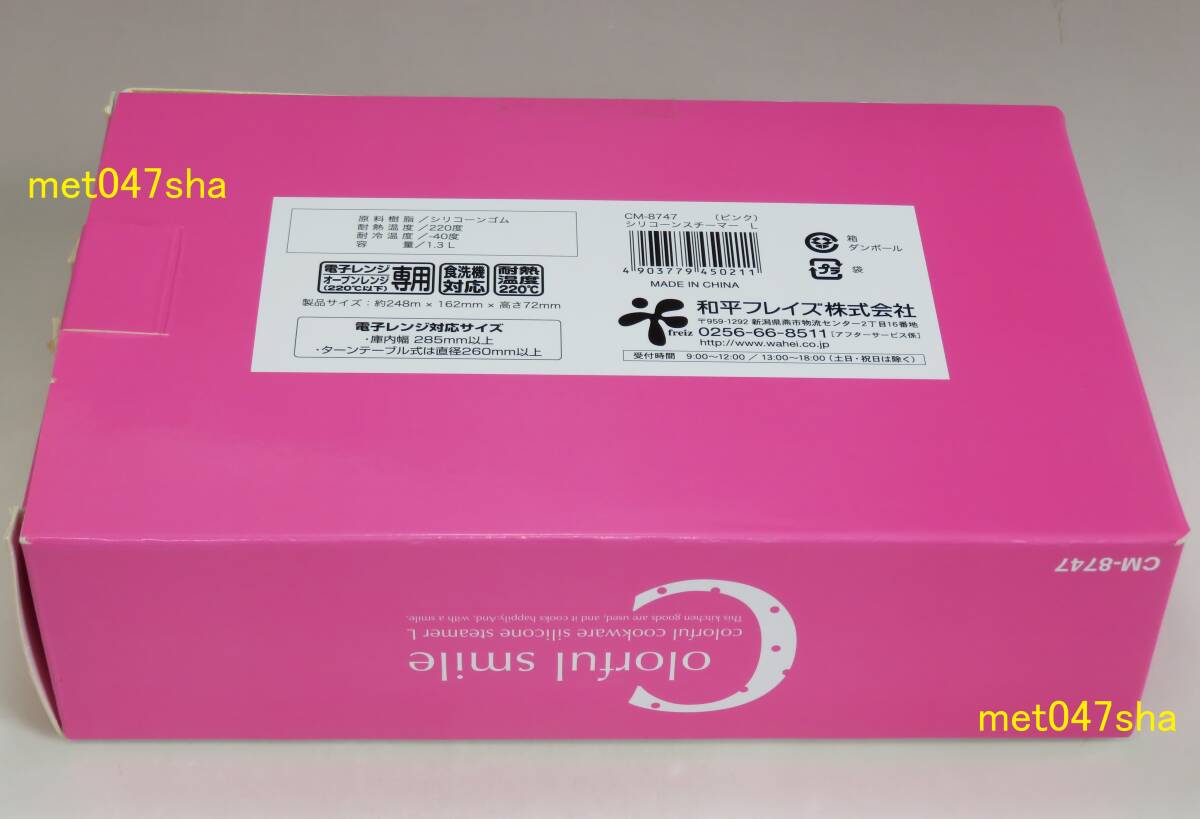 met047sha
原料樹脂／シリコーンゴム
耐熱温度／220度
耐冷温度／-40度
容　　量／1.3L
電子レンジ
オーブンレンジ
(220℃以下)
専用
食洗機
対応
耐熱
温度
220℃
製品サイズ：約248m×162mm×高さ72mm
電子レンジ対応サイズ
・庫内幅 285mm以上
・ターンテーブル式は直径260mm以上
CM-8747　（ピンク）
シリコーンスチーマー　L
4 903779 450211
MADE IN CHINA
箱
ダンボール
プラ
袋
freiz
和平フレイズ株式会社
〒959-1292 新潟県燕市物流センター2丁目16番地
0256-66-8511［アフターサービス係］
http://www.wahei.co.jp
受付時間　9:00～12:00 ／ 13:00～18:00（土日・祝日は除く）
CM-8747
Colorful smile
colorful cookware silicone steamer L
This kitchen goods are used, and it cooks happily.And, with a smile.
met047sha